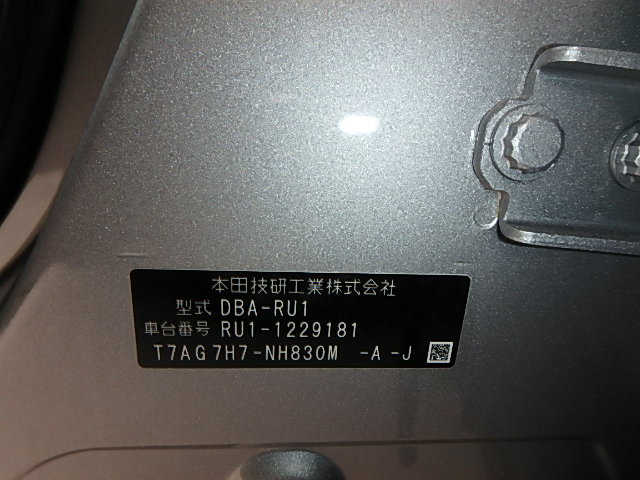 本田技研工業株式会社
型式 DBA-RU1
車台番号 RU1-1229181
T7AG7H7-NH830M -A-J